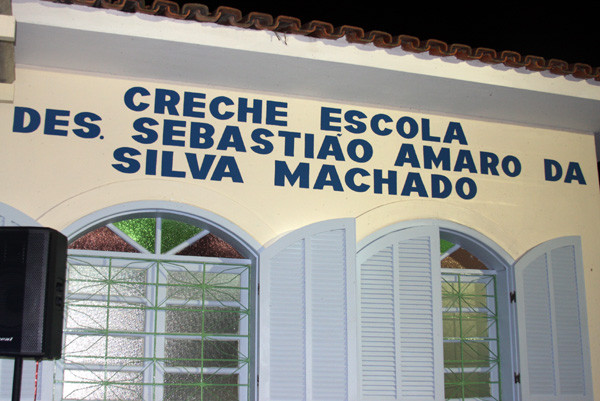 CRECHE ESCOLA
DES. SEBASTIÃO AMARO DA
SILVA MACHADO